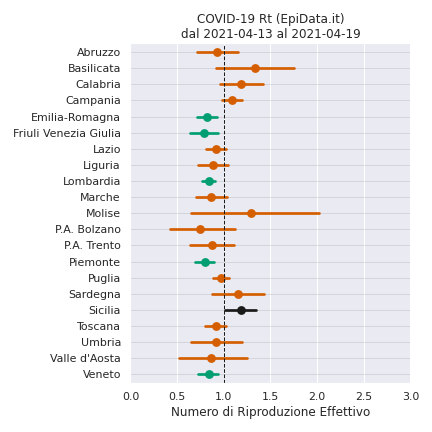 COVID-19 Rt (EpiData.it)
dal 2021-04-13 al 2021-04-19
Abruzzo
Basilicata
Calabria
Campania
Emilia-Romagna
Friuli Venezia Giulia
Lazio
Liguria
Lombardia
Marche
Molise
P.A. Bolzano
P.A. Trento
Piemonte
Puglia
Sardegna
Sicilia
Toscana
Umbria
Valle d'Aosta
Veneto
0.0 0.5 1.0 1.5 2.0 2.5 3.0
Numero di Riproduzione Effettivo